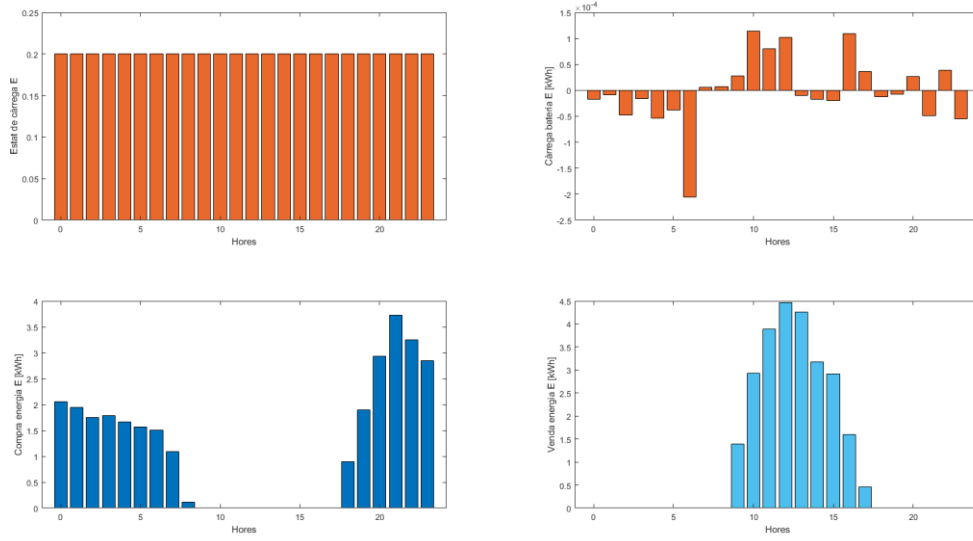 0.25
0.2
0.15
0.1
0.05
0
Estat de càrrega E
0 5 10 15 20
Hores
×10⁻⁴
1.5
1
0.5
0
-0.5
-1
-1.5
-2
-2.5
Càrrega bateria E [kWh]
0 5 10 15 20
Hores
4
3.5
3
2.5
2
1.5
1
0.5
0
Compra energia E [kWh]
0 5 10 15 20
Hores
4.5
4
3.5
3
2.5
2
1.5
1
0.5
0
Venda energia E [kWh]
0 5 10 15 20
Hores